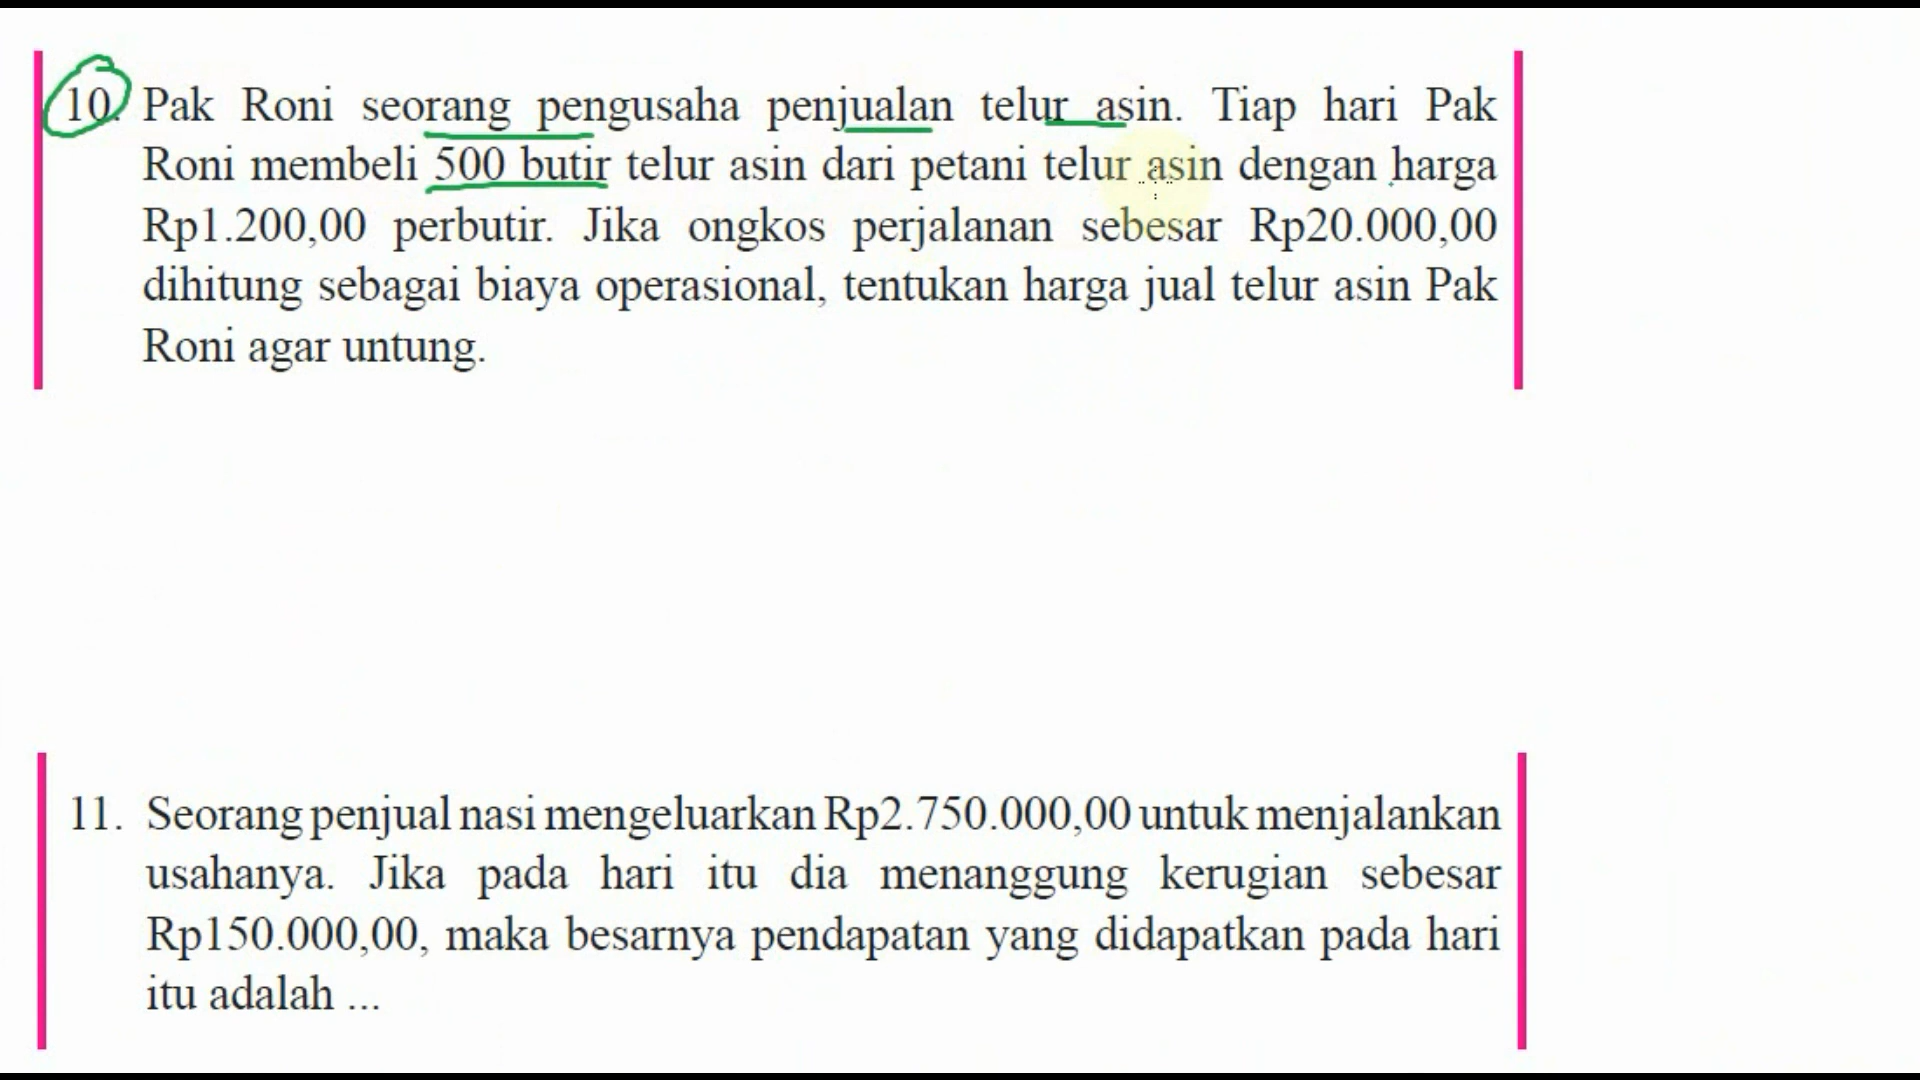 10. Pak Roni seorang pengusaha penjualan telur asin. Tiap hari Pak
Roni membeli 500 butir telur asin dari petani telur asin dengan harga
Rp1.200,00 perbutir. Jika ongkos perjalanan sebesar Rp20.000,00
dihitung sebagai biaya operasional, tentukan harga jual telur asin Pak
Roni agar untung.
11. Seorang penjual nasi mengeluarkan Rp2.750.000,00 untuk menjalankan
usahanya. Jika pada hari itu dia menanggung kerugian sebesar
Rp150.000,00, maka besarnya pendapatan yang didapatkan pada hari
itu adalah ...